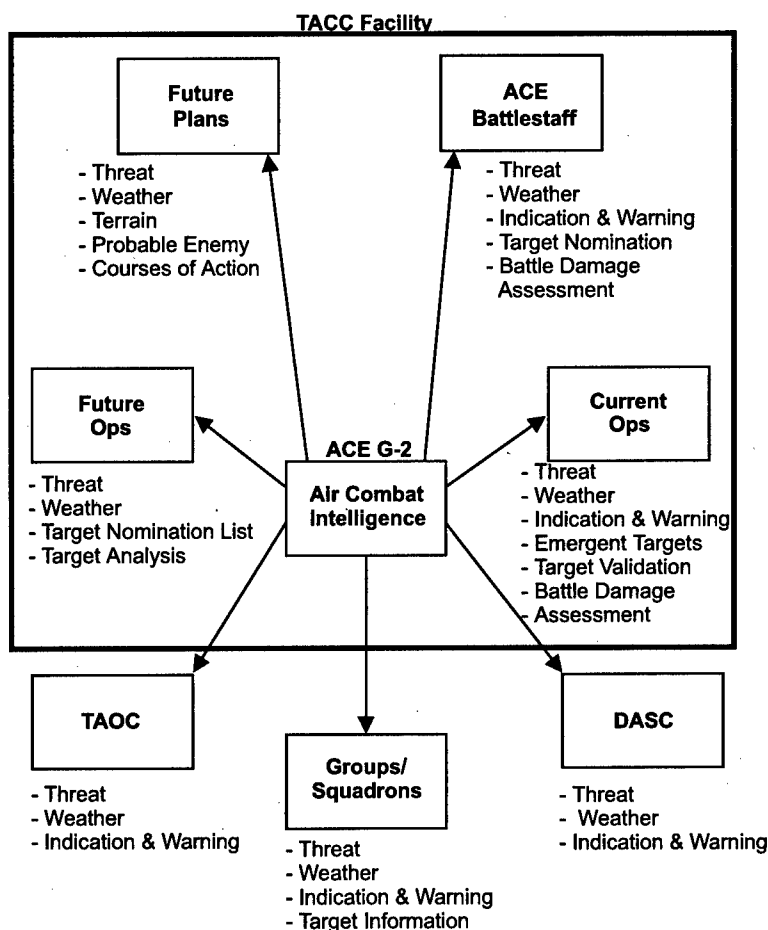 TACC Facility
Future
Plans
- Threat
- Weather
- Terrain
- Probable Enemy
- Courses of Action
ACE
Battlestaff
- Threat
- Weather
- Indication & Warning
- Target Nomination
- Battle Damage
Assessment
Future
Ops
- Threat
- Weather
- Target Nomination List
- Target Analysis
ACE G-2
Air Combat
Intelligence
Current
Ops
- Threat
- Weather
- Indication & Warning
- Emergent Targets
- Target Validation
- Battle Damage
- Assessment
TAOC
- Threat
- Weather
- Indication & Warning
Groups/
Squadrons
- Threat
- Weather
- Indication & Warning
- Target Information
DASC
- Threat
- Weather
- Indication & Warning